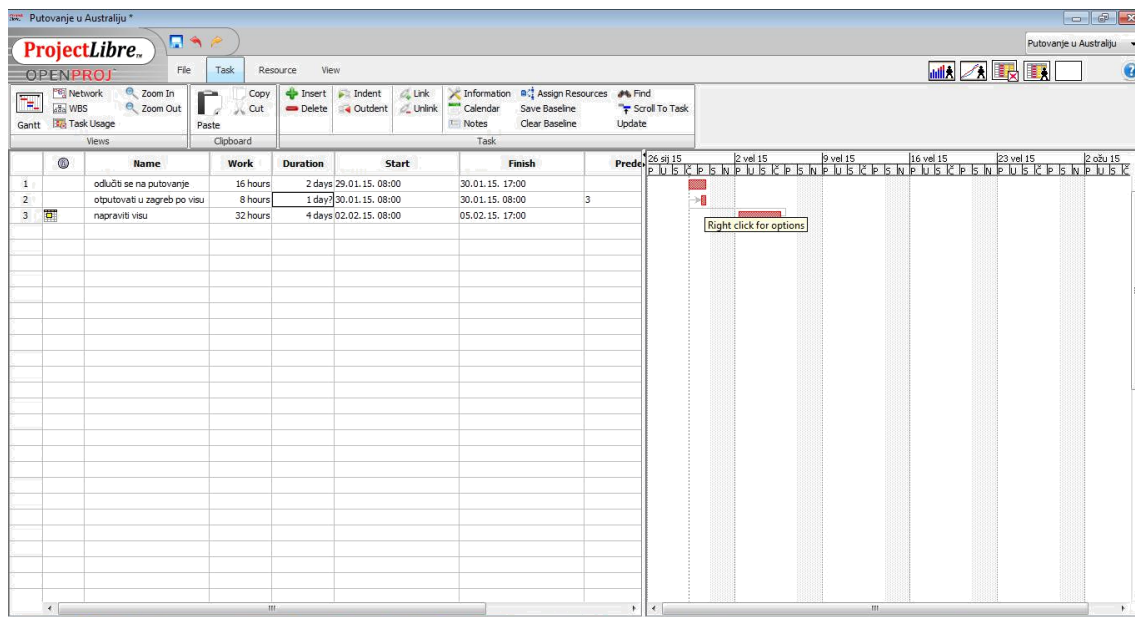 Putovanje u Australiju *
ProjectLibre TM
OPENPROJ
Putovanje u Australiju
File Task Resource View
Network Zoom In Copy Insert Indent Link Information Assign Resources Find
WBS Zoom Out Cut Delete Outdent Unlink Calendar Save Baseline Scroll To Task
Gantt Task Usage Paste Notes Clear Baseline Update
Views Clipboard Task
Name Work Duration Start Finish Prede
26 sij 15 2 vel 15 9 vel 15 16 vel 15 23 vel 15 2 ožu 15
P U S Č P S N P U S Č P S N P U S Č P S N P U S Č P S N P U S Č P S N P U S Č
1 odlučiti se na putovanje 16 hours 2 days 29.01.15. 08:00 30.01.15. 17:00
2 otputovati u zagreb po visu 8 hours 1 day? 30.01.15. 08:00 30.01.15. 08:00 3
3 napraviti visu 32 hours 4 days 02.02.15. 08:00 05.02.15. 17:00
Right click for options